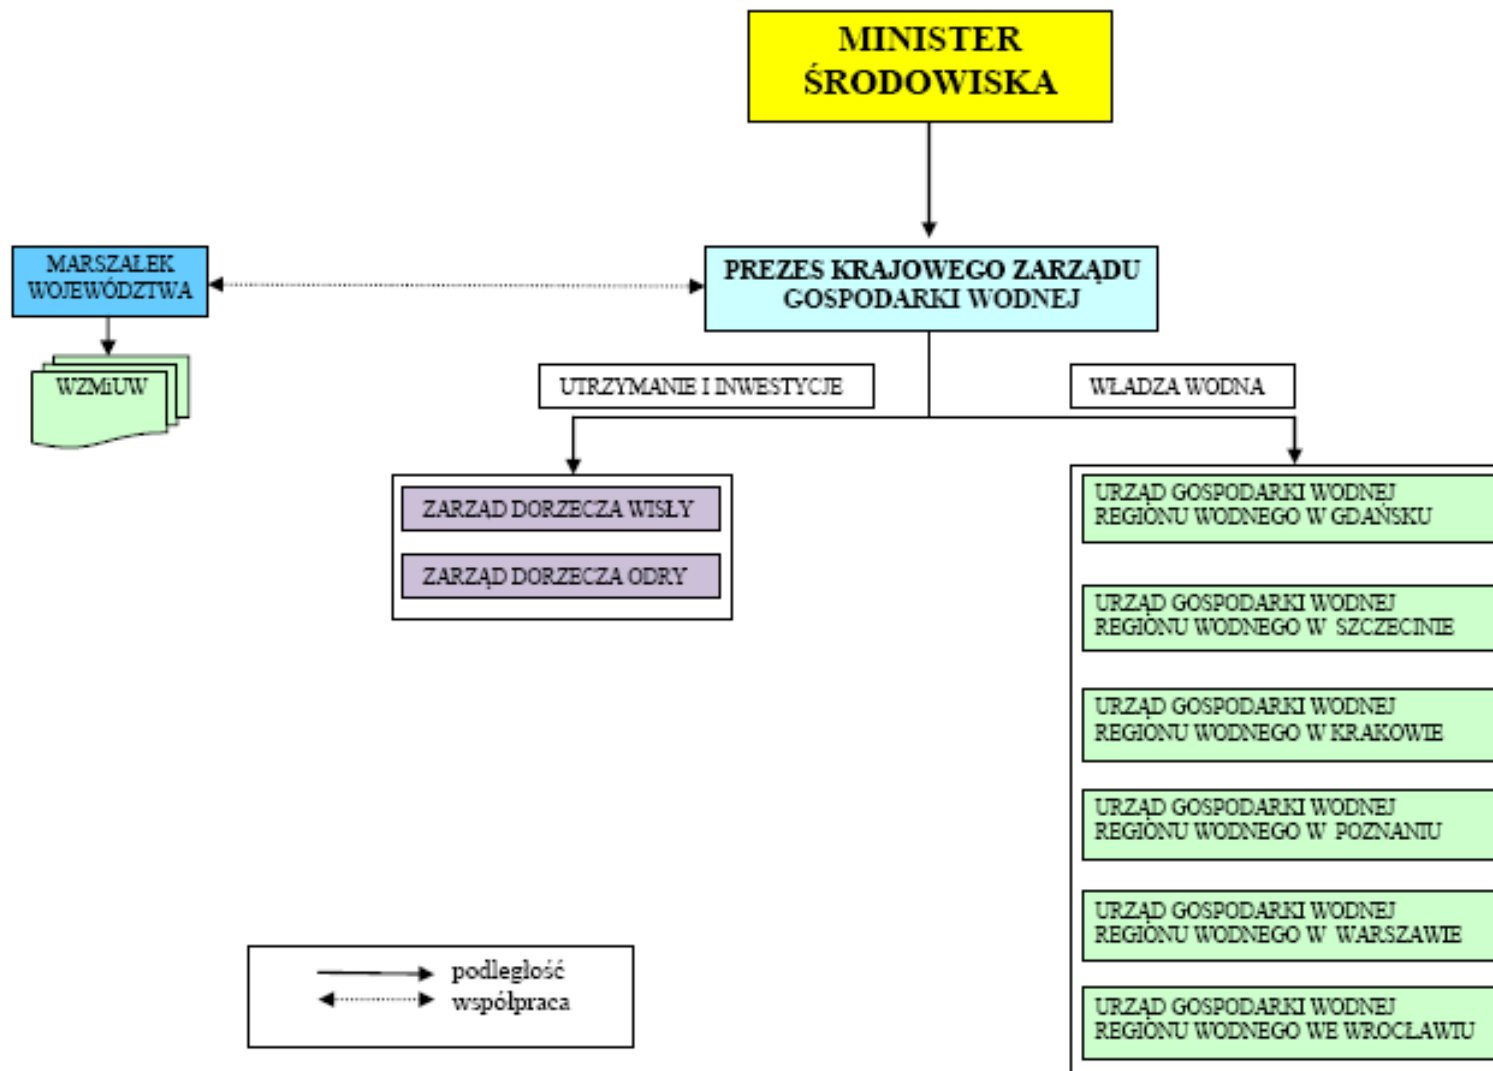 MINISTER
ŚRODOWISKA
MARSZAŁEK
WOJEWÓDZTWA
PREZES KRAJOWEGO ZARZĄDU
GOSPODARKI WODNEJ
WZMiUW
UTRZYMANIE I INWESTYCJE
WŁADZA WODNA
ZARZĄD DORZECZA WISŁY
ZARZĄD DORZECZA ODRY
URZĄD GOSPODARKI WODNEJ
REGIONU WODNEGO W GDAŃSKU
URZĄD GOSPODARKI WODNEJ
REGIONU WODNEGO W SZCZECINIE
URZĄD GOSPODARKI WODNEJ
REGIONU WODNEGO W KRAKOWIE
URZĄD GOSPODARKI WODNEJ
REGIONU WODNEGO W POZNANIU
URZĄD GOSPODARKI WODNEJ
REGIONU WODNEGO W WARSZAWIE
URZĄD GOSPODARKI WODNEJ
REGIONU WODNEGO WE WROCŁAWIU
podległość
współpraca